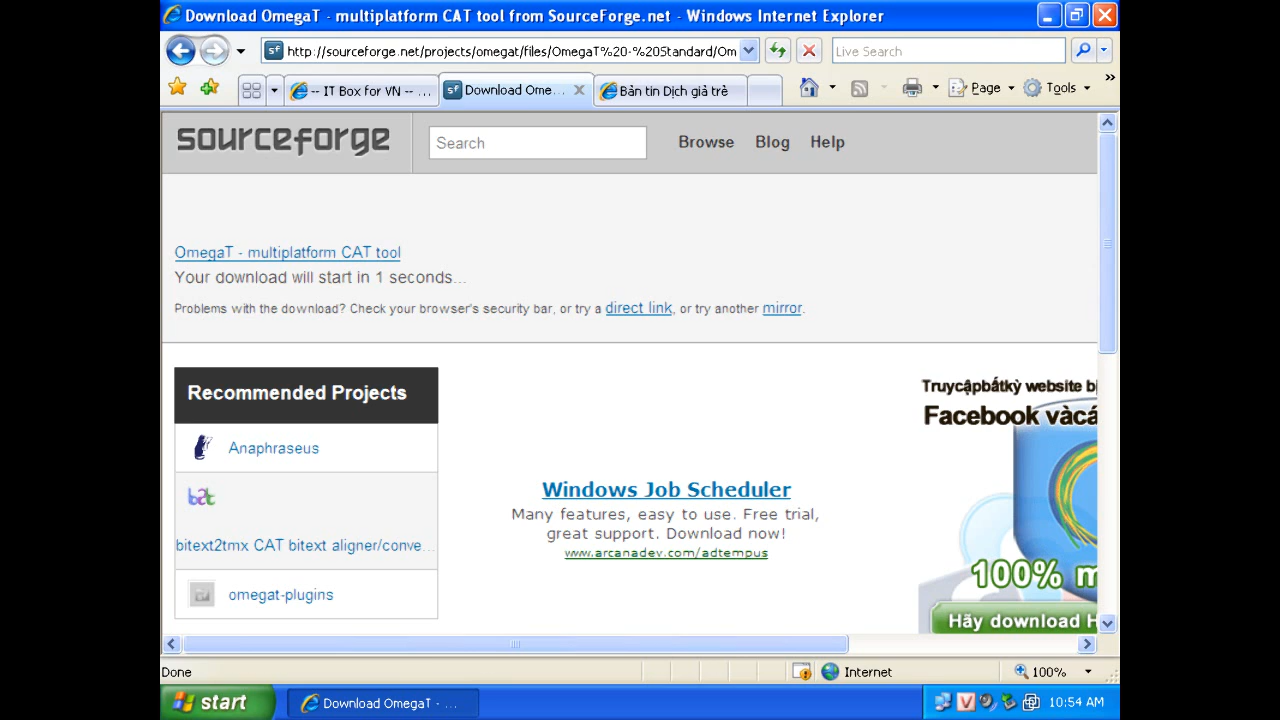 Download OmegaT - multiplatform CAT tool from SourceForge.net - Windows Internet Explorer
http://sourceforge.net/projects/omegat/files/OmegaT%20-%20Standard/Om
Live Search
-- IT Box for VN -- ...
Download Ome...
Bản tin Dịch giả trẻ
Page
Tools
sourceforge
Search
Browse
Blog
Help
OmegaT - multiplatform CAT tool
Your download will start in 1 seconds...
Problems with the download? Check your browser's security bar, or try a direct link, or try another mirror.
Recommended Projects
Anaphraseus
b2t
bitext2tmx CAT bitext aligner/conve...
omegat-plugins
Windows Job Scheduler
Many features, easy to use. Free trial,
great support. Download now!
www.arcanadev.com/adtempus
Truycậpbấtkỳ website bị
Facebook vàcá
100% m
Hãy download H
Done
Internet
100%
start
Download OmegaT - ...
10:54 AM